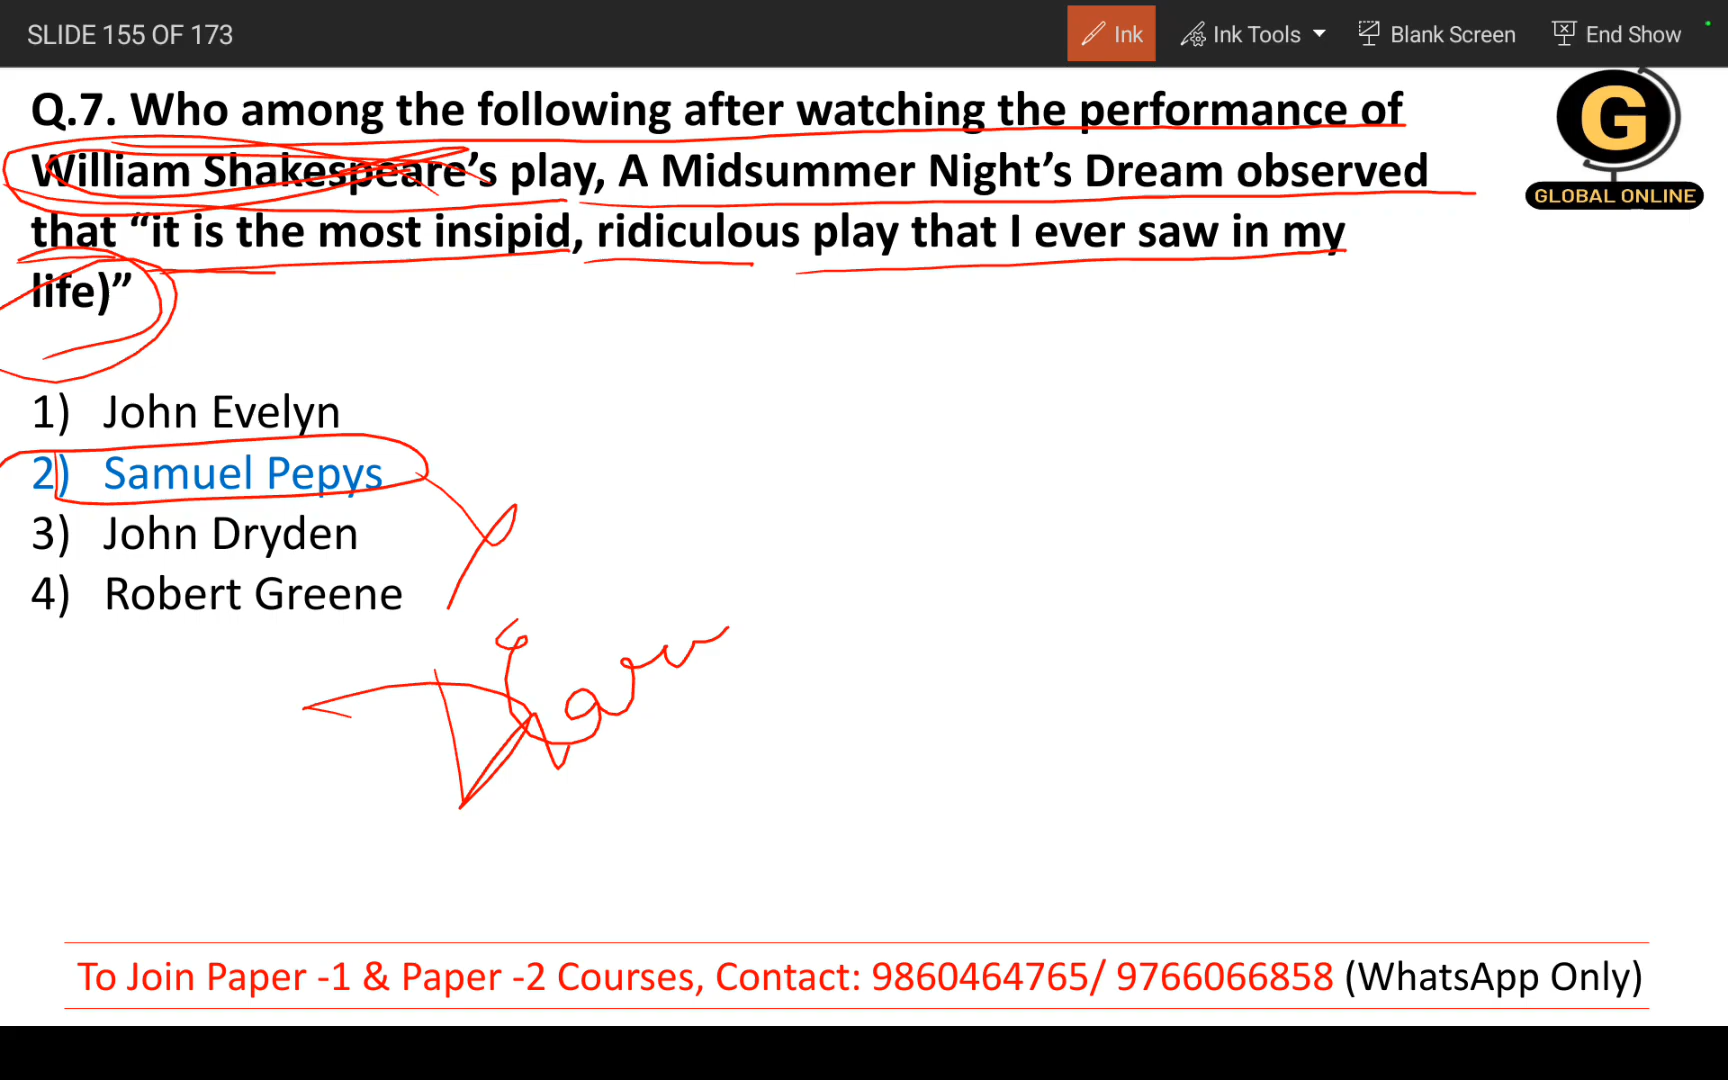 SLIDE 155 OF 173
Ink
Ink Tools
Blank Screen
End Show
Q.7. Who among the following after watching the performance of
William Shakespeare's play, A Midsummer Night's Dream observed
that “it is the most insipid, ridiculous play that I ever saw in my
life)”
G
GLOBAL ONLINE
1) John Evelyn
2) Samuel Pepys
3) John Dryden
4) Robert Greene
To Join Paper -1 & Paper -2 Courses, Contact: 9860464765/ 9766066858 (WhatsApp Only)